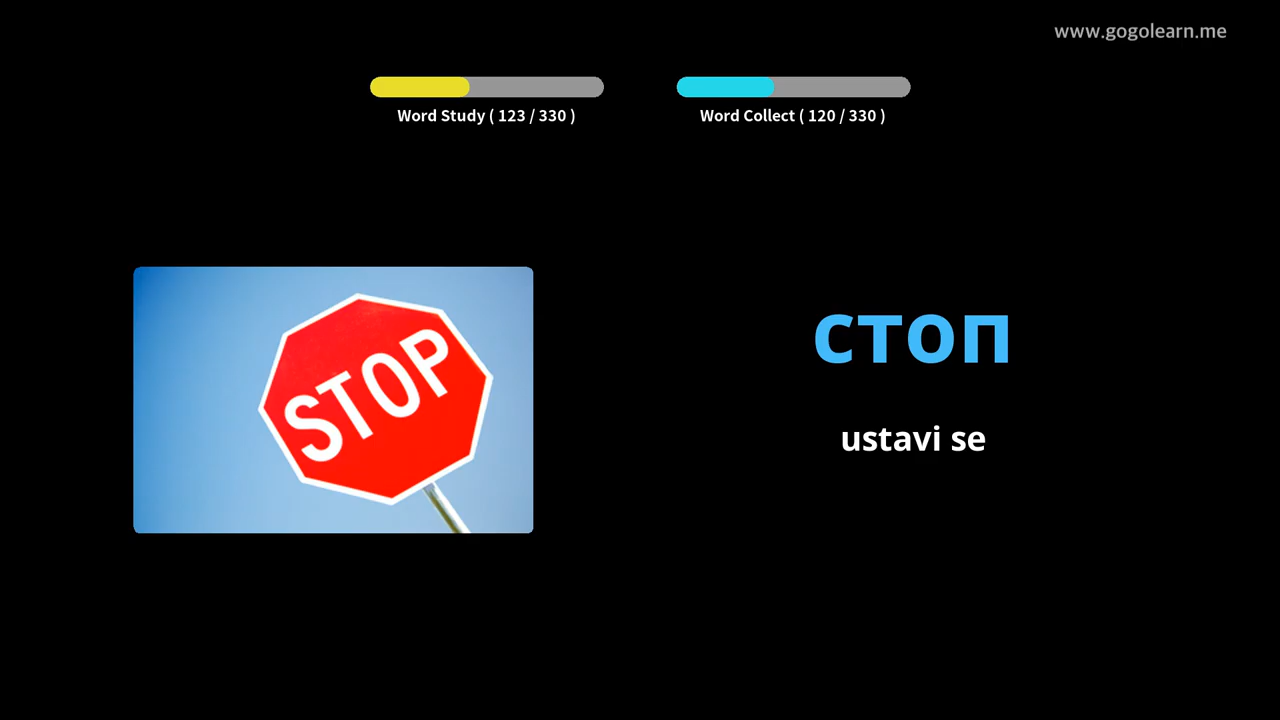 www.gogolearn.me
Word Study ( 123 / 330 )
Word Collect ( 120 / 330 )
STOP
стоп
ustavi se